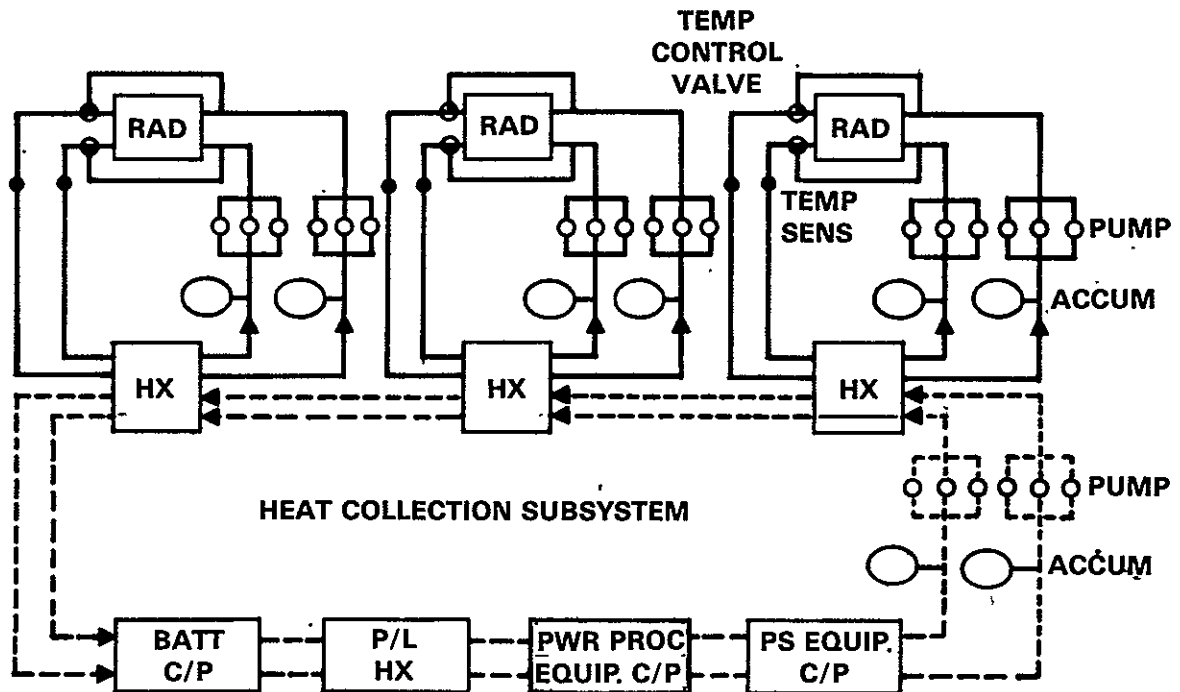 TEMP
CONTROL
VALVE
RAD
RAD
RAD
TEMP
SENS
PUMP
ACCUM
HX
HX
HX
PUMP
HEAT COLLECTION SUBSYSTEM
ACCUM
BATT
C/P
P/L
HX
PWR PROC
EQUIP. C/P
PS EQUIP.
C/P